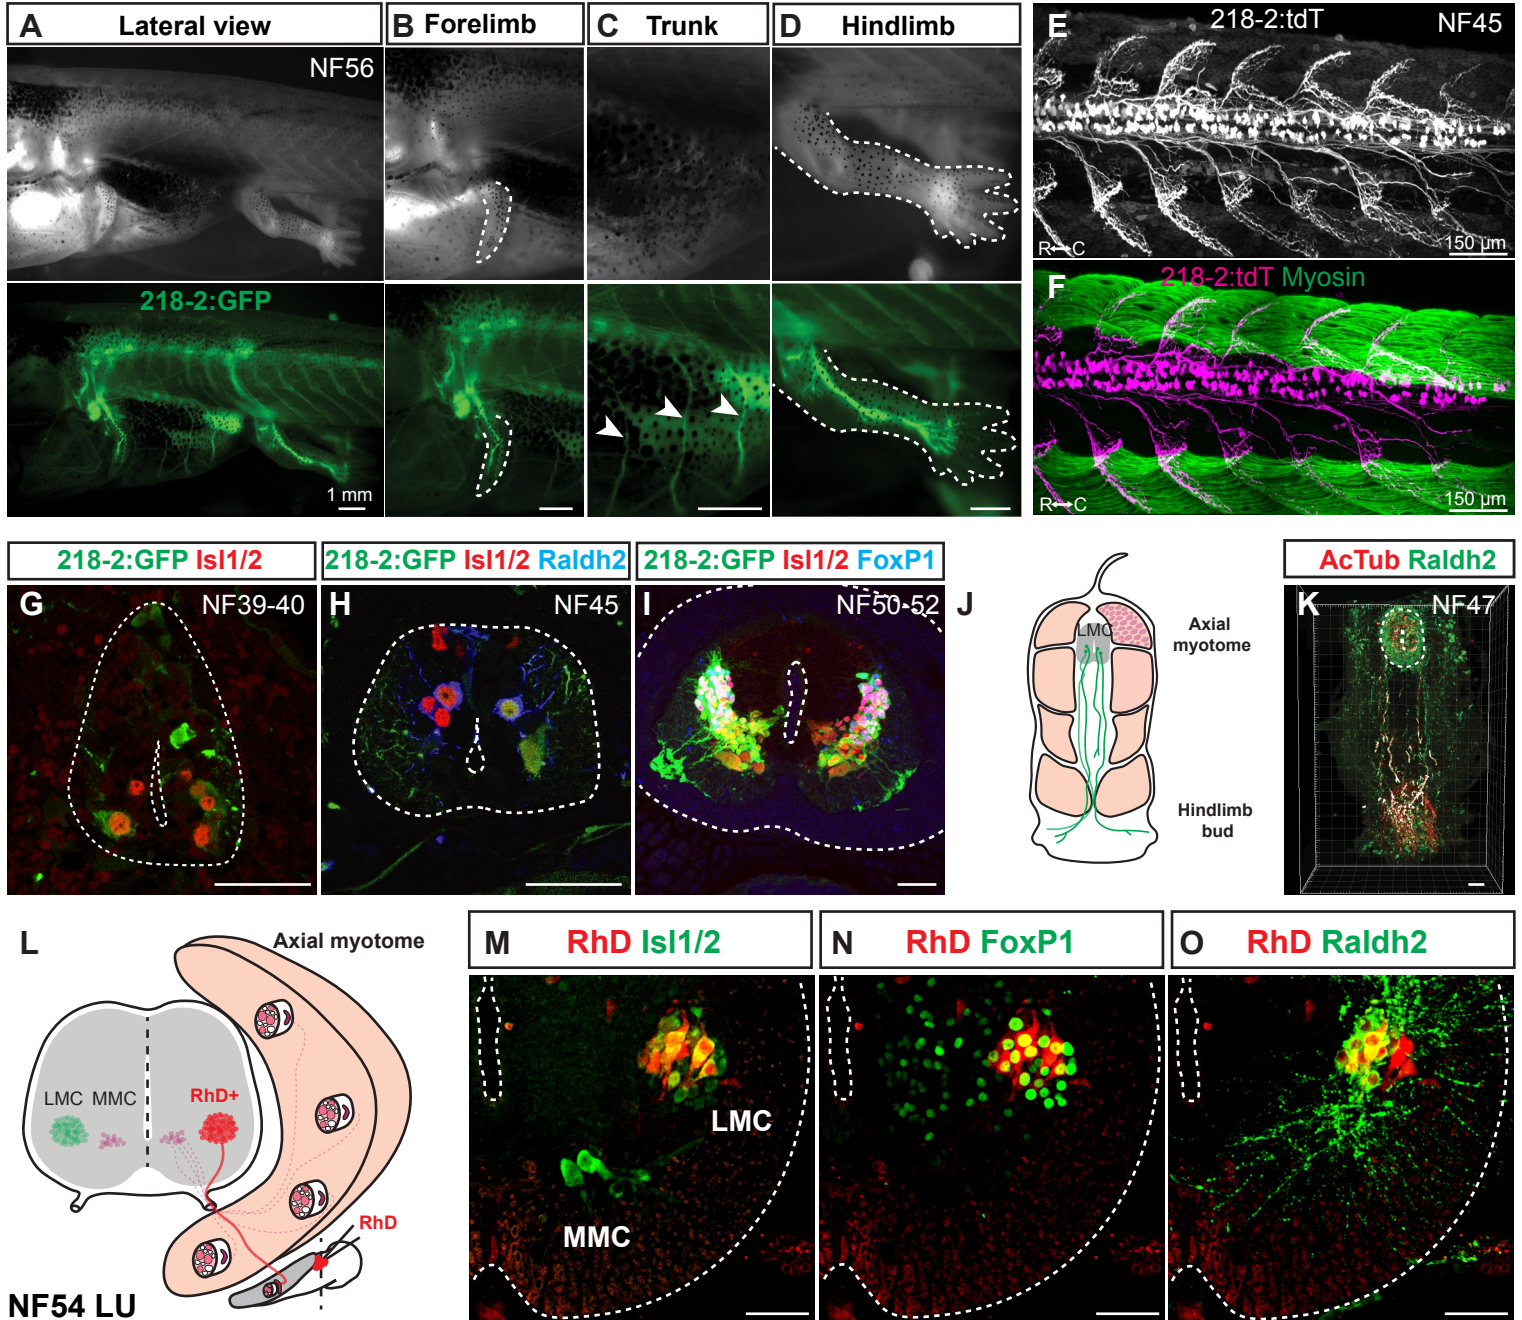 A Lateral view
B Forelimb
C Trunk
D Hindlimb
NF56
218-2:GFP
1 mm
E 218-2:tdT NF45
R↔C 150 µm
F 218-2:tdT Myosin
R↔C 150 µm
218-2:GFP Isl1/2
G NF39-40
218-2:GFP Isl1/2 Raldh2
H NF45
218-2:GFP Isl1/2 FoxP1
I NF50-52
J
LMC
Axial
myotome
Hindlimb
bud
AcTub Raldh2
K NF47
L
Axial myotome
LMC MMC RhD+
RhD
NF54 LU
M RhD Isl1/2
LMC
MMC
N RhD FoxP1
O RhD Raldh2